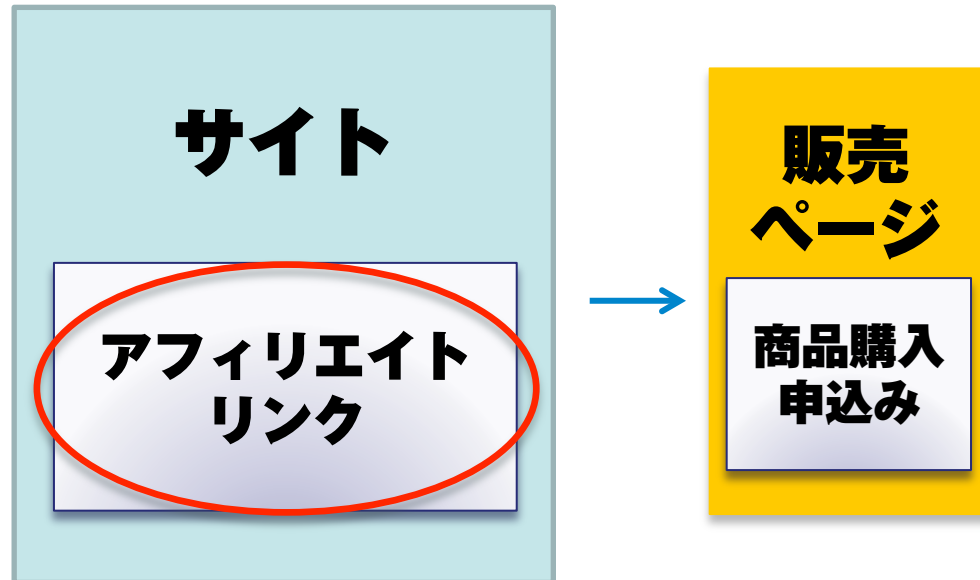 サイト
アフィリエイト
リンク
販売
ページ
商品購入
申込み